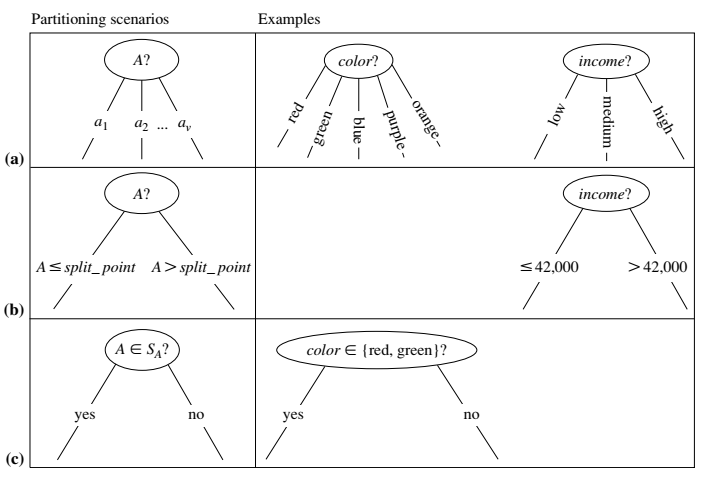 Partitioning scenarios
Examples
A?
a1 a2 ... av
color?
red green blue purple orange
income?
low medium high
(a)
A?
A ≤ split_point A > split_point
income?
≤ 42,000 > 42,000
(b)
A ∈ SA?
yes no
color ∈ {red, green}?
yes no
(c)